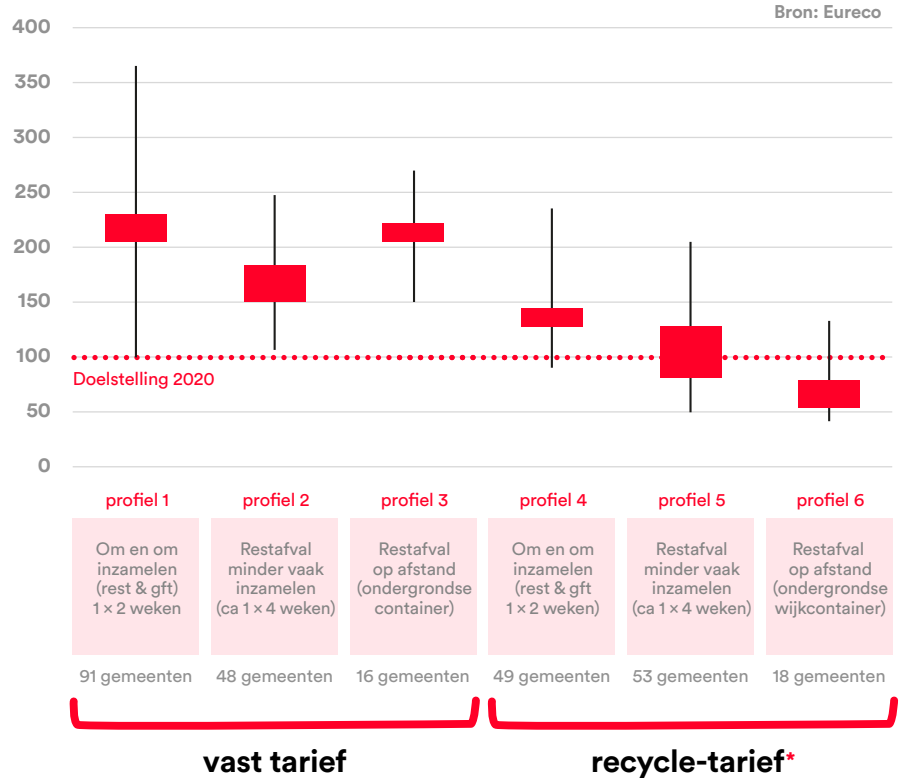 Bron: Eureco
400
350
300
250
200
150
100
50
0
Doelstelling 2020
profiel 1
profiel 2
profiel 3
profiel 4
profiel 5
profiel 6
Om en om
inzamelen
(rest & gft)
1 × 2 weken
Restafval
minder vaak
inzamelen
(ca 1 × 4 weken)
Restafval
op afstand
(ondergrondse
container)
Om en om
inzamelen
(rest & gft
1 × 2 weken)
Restafval
minder vaak
inzamelen
(ca 1 × 4 weken)
Restafval
op afstand
(ondergrondse
wijkcontainer)
91 gemeenten
48 gemeenten
16 gemeenten
49 gemeenten
53 gemeenten
18 gemeenten
vast tarief
recycle-tarief*